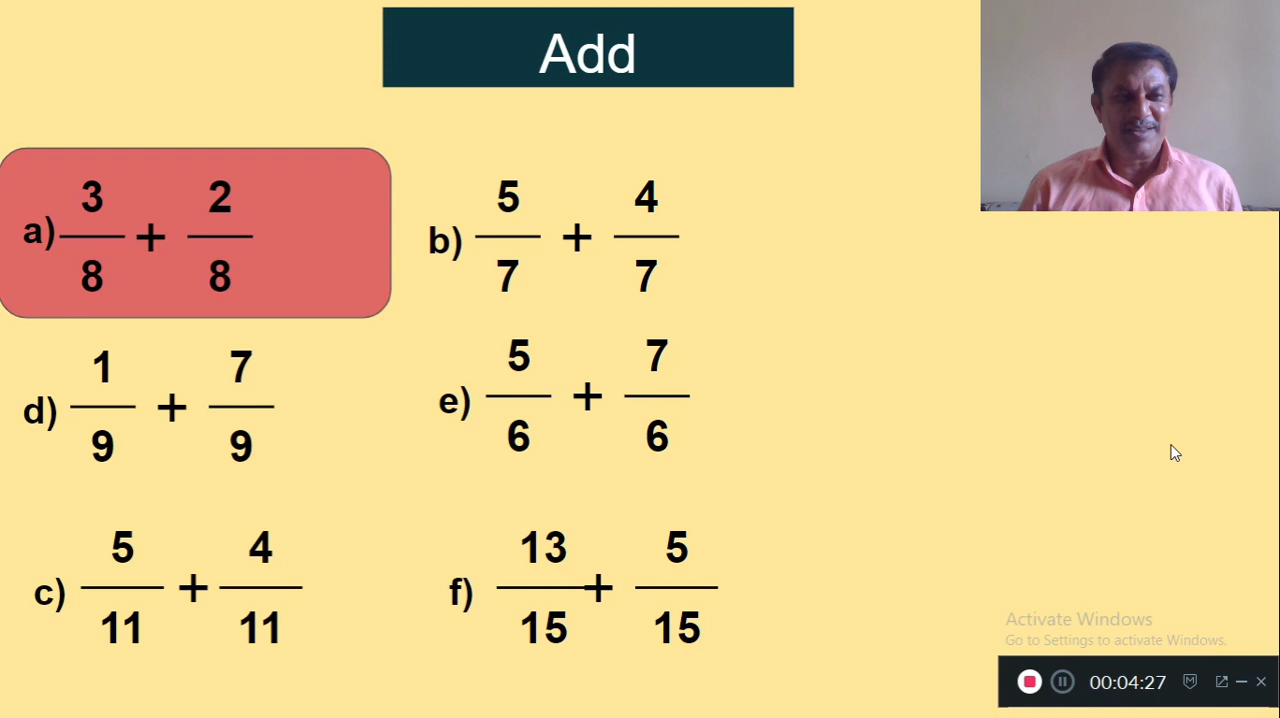 Add
a) 3/8 + 2/8
b) 5/7 + 4/7
d) 1/9 + 7/9
e) 5/6 + 7/6
c) 5/11 + 4/11
f) 13/15 + 5/15
Activate Windows
Go to Settings to activate Windows.
00:04:27